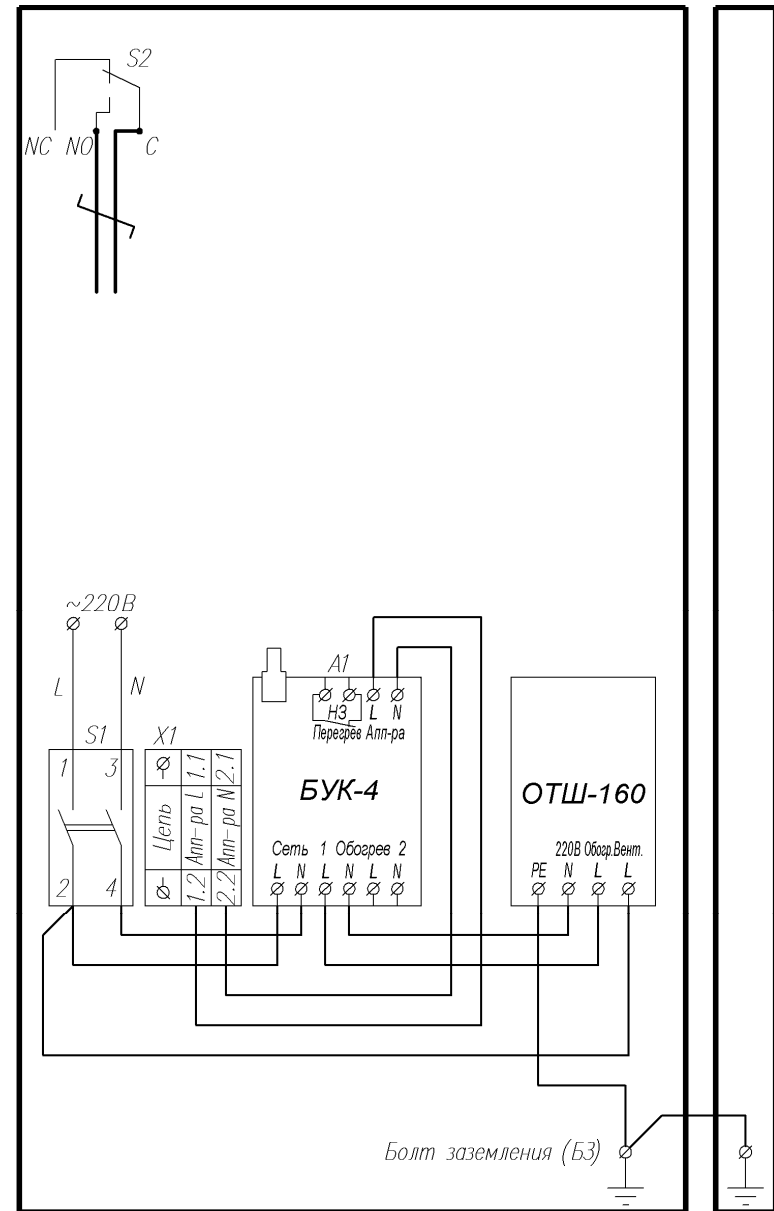 S2
NC NO C
~220В
L N
S1
1 3
2 4
X1
Цепь
1.1
Апп-ра L
1.2
2.1
Апп-ра N
2.2
A1
НЗ L N
Перегрев Апп-ра
БУК-4
Сеть 1 Обогрев 2
L N L N L N
ОТШ-160
220В Обогр. Вент.
PE N L L
Болт заземления (БЗ)